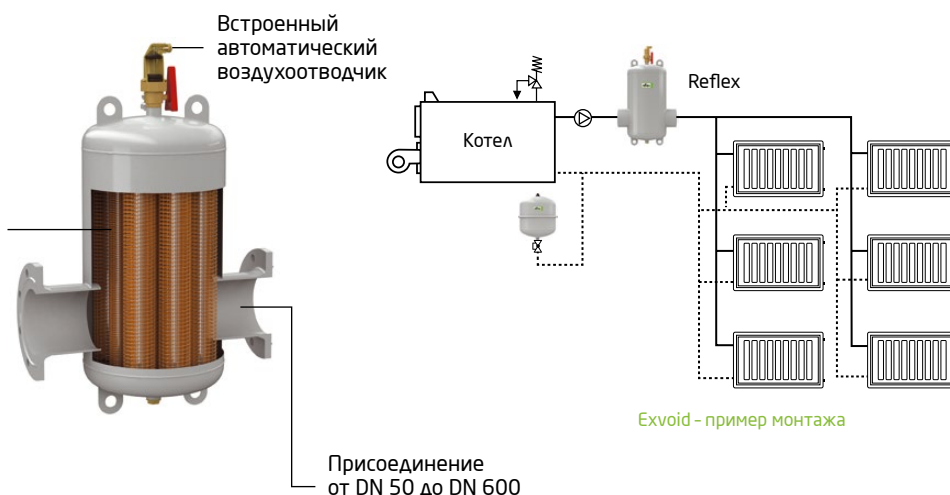 Встроенный
автоматический
воздухоотводчик
Reflex
Котел
Exvoid – пример монтажа
Присоединение
от DN 50 до DN 600